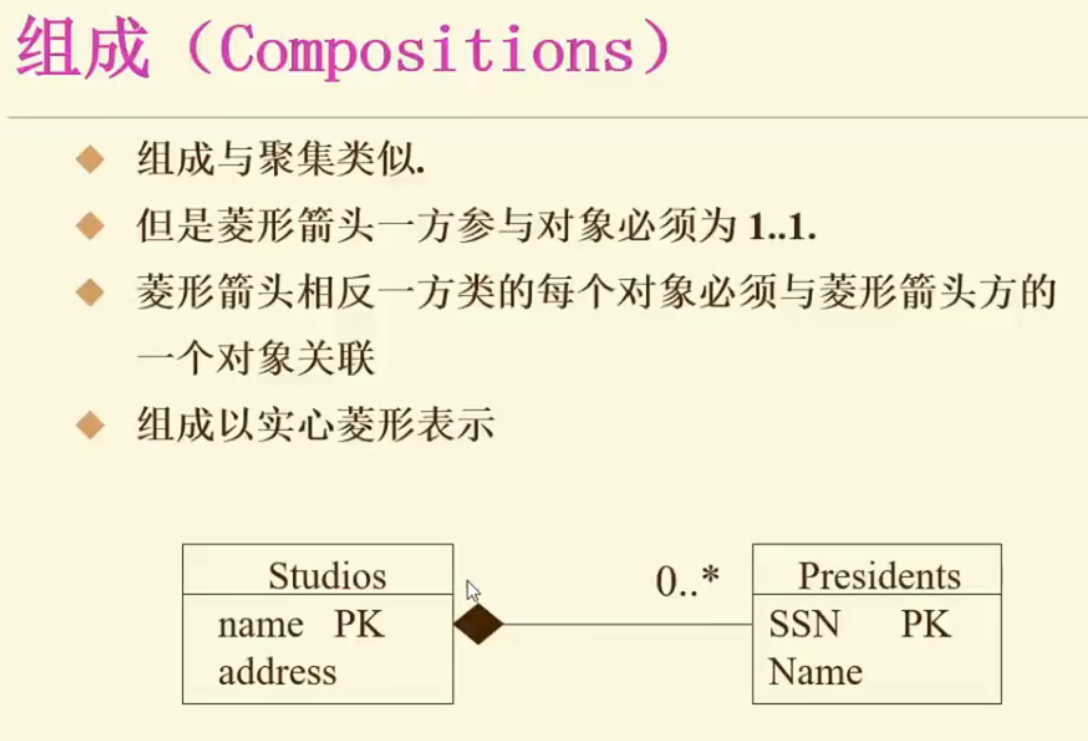 组成（Compositions）
组成与聚集类似.
但是菱形箭头一方参与对象必须为 1..1.
菱形箭头相反一方类的每个对象必须与菱形箭头方的
一个对象关联
组成以实心菱形表示
Studios
name PK
address
0..*
Presidents
SSN PK
Name